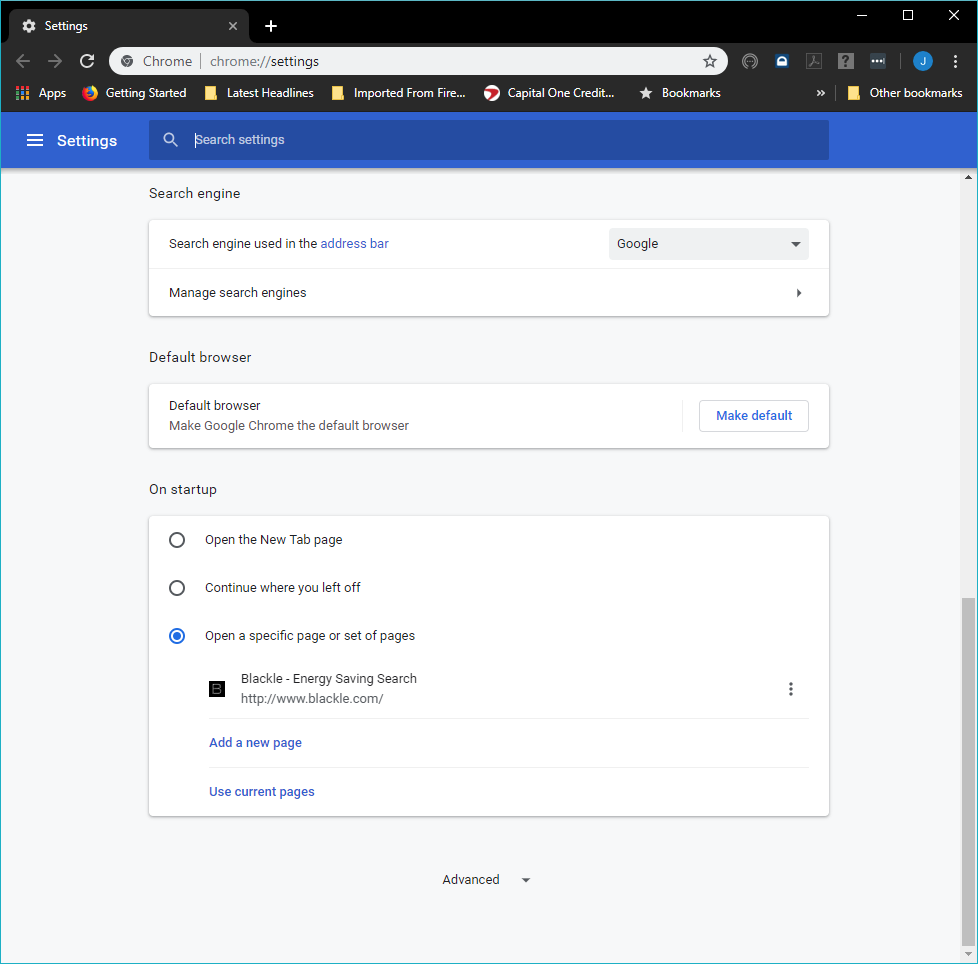 Settings
Chrome chrome://settings
J
Apps Getting Started Latest Headlines Imported From Fire... Capital One Credit... Bookmarks » Other bookmarks
Settings Search settings
Search engine
Search engine used in the address bar Google
Manage search engines
Default browser
Default browser
Make Google Chrome the default browser
Make default
On startup
Open the New Tab page
Continue where you left off
Open a specific page or set of pages
B
Blackle - Energy Saving Search
http://www.blackle.com/
Add a new page
Use current pages
Advanced